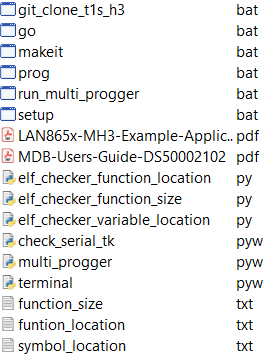 git_clone_t1s_h3 bat
go bat
makeit bat
prog bat
run_multi_progger bat
setup bat
LAN865x-MH3-Example-Applic... pdf
MDB-Users-Guide-DS50002102 pdf
elf_checker_function_location py
elf_checker_function_size py
elf_checker_variable_location py
check_serial_tk pyw
multi_progger pyw
terminal pyw
function_size txt
funtion_location txt
symbol_location txt